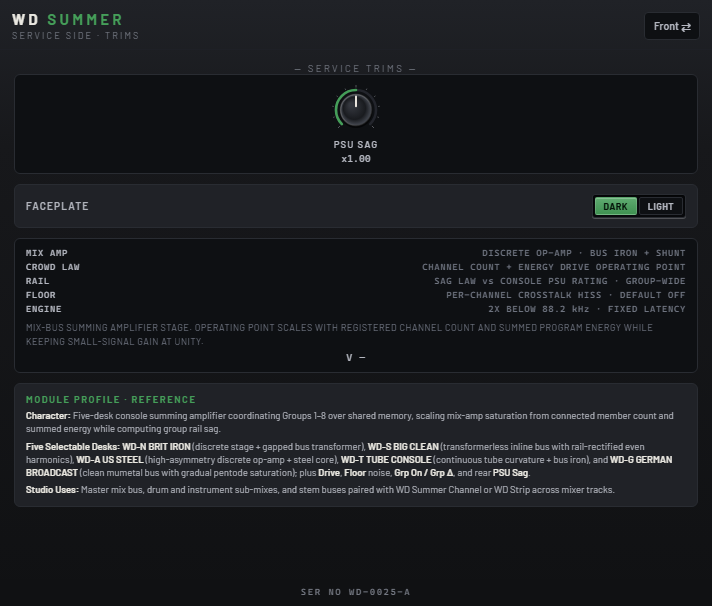 WD SUMMER
SERVICE SIDE · TRIMS
Front ⇄
— SERVICE TRIMS —
PSU SAG
x1.00
FACEPLATE
DARK
LIGHT
MIX AMP DISCRETE OP-AMP · BUS IRON + SHUNT
CROWD LAW CHANNEL COUNT + ENERGY DRIVE OPERATING POINT
RAIL SAG LAW vs CONSOLE PSU RATING · GROUP-WIDE
FLOOR PER-CHANNEL CROSSTALK HISS · DEFAULT OFF
ENGINE 2X BELOW 88.2 kHz · FIXED LATENCY
MIX-BUS SUMMING AMPLIFIER STAGE. OPERATING POINT SCALES WITH REGISTERED CHANNEL COUNT AND SUMMED PROGRAM ENERGY WHILE
KEEPING SMALL-SIGNAL GAIN AT UNITY.
V —
MODULE PROFILE · REFERENCE
Character: Five-desk console summing amplifier coordinating Groups 1–8 over shared memory, scaling mix-amp saturation from connected member count and
summed energy while computing group rail sag.
Five Selectable Desks: WD-N BRIT IRON (discrete stage + gapped bus transformer), WD-S BIG CLEAN (transformerless inline bus with rail-rectified even
harmonics), WD-A US STEEL (high-asymmetry discrete op-amp + steel core), WD-T TUBE CONSOLE (continuous tube curvature + bus iron), and WD-G GERMAN
BROADCAST (clean mumetal bus with gradual pentode saturation); plus Drive, Floor noise, Grp On / Grp Δ, and rear PSU Sag.
Studio Uses: Master mix bus, drum and instrument sub-mixes, and stem buses paired with WD Summer Channel or WD Strip across mixer tracks.
SER NO WD-0025-A